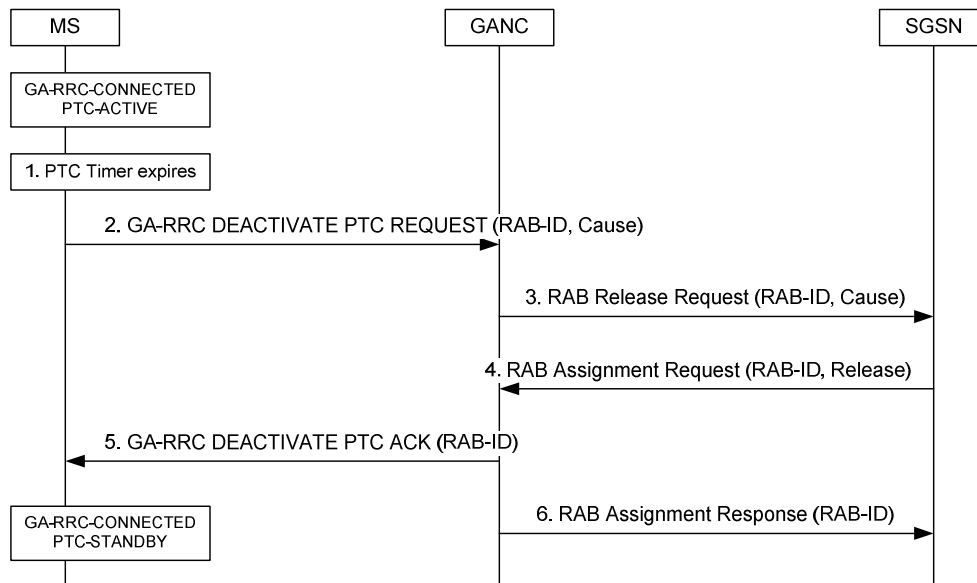 MS
GANC
SGSN
GA-RRC-CONNECTED
PTC-ACTIVE
1. PTC Timer expires
2. GA-RRC DEACTIVATE PTC REQUEST (RAB-ID, Cause)
3. RAB Release Request (RAB-ID, Cause)
4. RAB Assignment Request (RAB-ID, Release)
5. GA-RRC DEACTIVATE PTC ACK (RAB-ID)
GA-RRC-CONNECTED
PTC-STANDBY
6. RAB Assignment Response (RAB-ID)